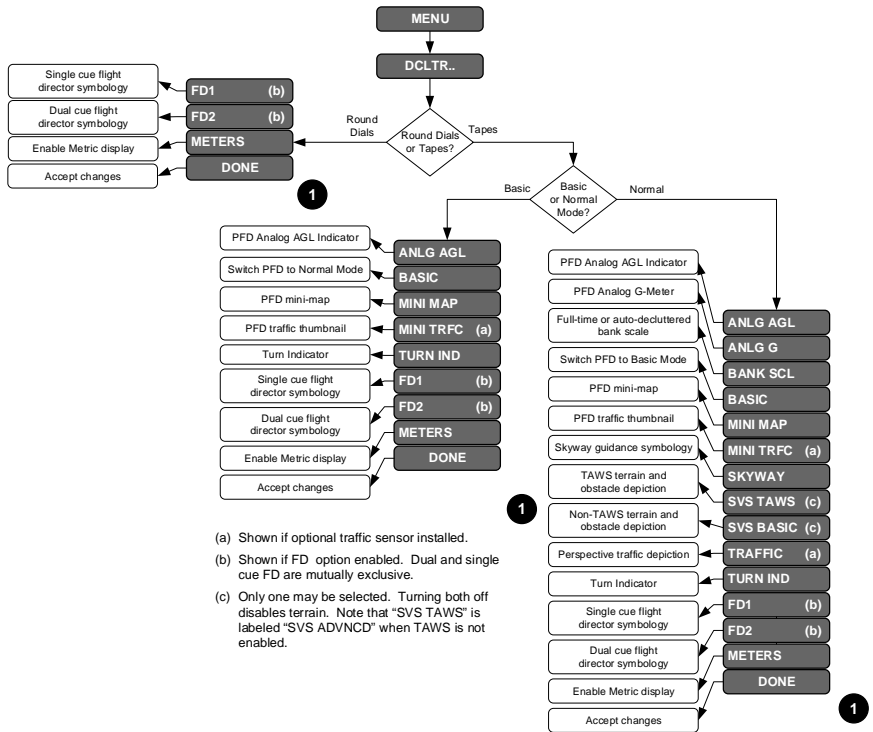 MENU
DCLTR..
Round Dials
or Tapes?
Round
Dials
Tapes
Single cue flight
director symbology
FD1 (b)
Dual cue flight
director symbology
FD2 (b)
Enable Metric display
METERS
Accept changes
DONE
1
Basic
or Normal
Mode?
Basic
Normal
PFD Analog AGL Indicator
ANLG AGL
Switch PFD to Normal Mode
BASIC
PFD mini-map
MINI MAP
PFD traffic thumbnail
MINI TRFC (a)
Turn Indicator
TURN IND
Single cue flight
director symbology
FD1 (b)
Dual cue flight
director symbology
FD2 (b)
Enable Metric display
METERS
Accept changes
DONE
1
PFD Analog AGL Indicator
ANLG AGL
PFD Analog G-Meter
ANLG G
Full-time or auto-decluttered
bank scale
BANK SCL
Switch PFD to Basic Mode
BASIC
PFD mini-map
MINI MAP
PFD traffic thumbnail
MINI TRFC (a)
Skyway guidance symbology
SKYWAY
TAWS terrain and
obstacle depiction
SVS TAWS (c)
Non-TAWS terrain and
obstacle depiction
SVS BASIC (c)
Perspective traffic depiction
TRAFFIC (a)
Turn Indicator
TURN IND
Single cue flight
director symbology
FD1 (b)
Dual cue flight
director symbology
FD2 (b)
Enable Metric display
METERS
Accept changes
DONE
1
(a) Shown if optional traffic sensor installed.
(b) Shown if FD option enabled. Dual and single
cue FD are mutually exclusive.
(c) Only one may be selected. Turning both off
disables terrain. Note that “SVS TAWS” is
labeled “SVS ADVNCD” when TAWS is not
enabled.